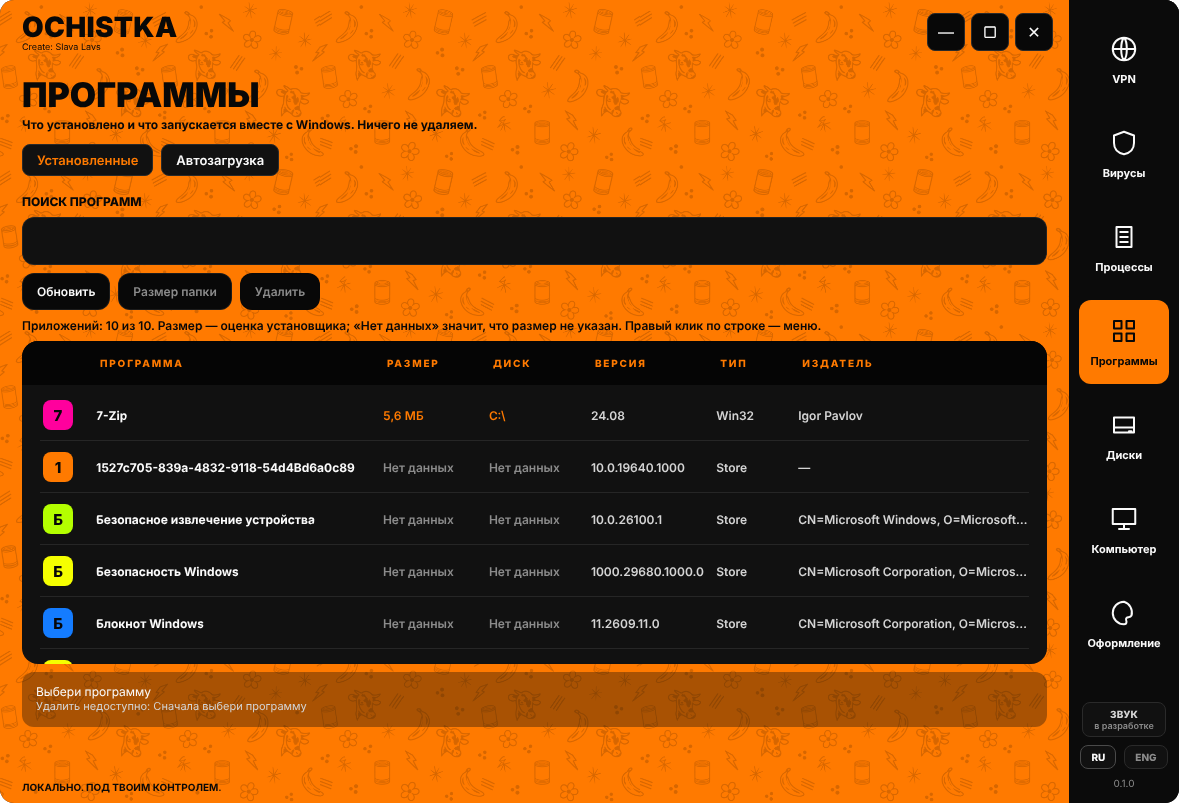 OCHISTKA
Create: Slava Lavs
ПРОГРАММЫ
Что установлено и что запускается вместе с Windows. Ничего не удаляем.
Установленные Автозагрузка
ПОИСК ПРОГРАММ
Обновить Размер папки Удалить
Приложений: 10 из 10. Размер — оценка установщика; «Нет данных» значит, что размер не указан. Правый клик по строке — меню.
ПРОГРАММА РАЗМЕР ДИСК ВЕРСИЯ ТИП ИЗДАТЕЛЬ
7 7-Zip 5,6 МБ C:\ 24.08 Win32 Igor Pavlov
1 1527c705-839a-4832-9118-54d4Bd6a0c89 Нет данных Нет данных 10.0.19640.1000 Store —
Б Безопасное извлечение устройства Нет данных Нет данных 10.0.26100.1 Store CN=Microsoft Windows, O=Microsoft...
Б Безопасность Windows Нет данных Нет данных 1000.29680.1000.0 Store CN=Microsoft Corporation, O=Micros...
Б Блокнот Windows Нет данных Нет данных 11.2609.11.0 Store CN=Microsoft Corporation, O=Micros...
Выбери программу
Удалить недоступно: Сначала выбери программу
ЛОКАЛЬНО. ПОД ТВОИМ КОНТРОЛЕМ.
VPN
Вирусы
Процессы
Программы
Диски
Компьютер
Оформление
ЗВУК
в разработке
RU ENG
0.1.0